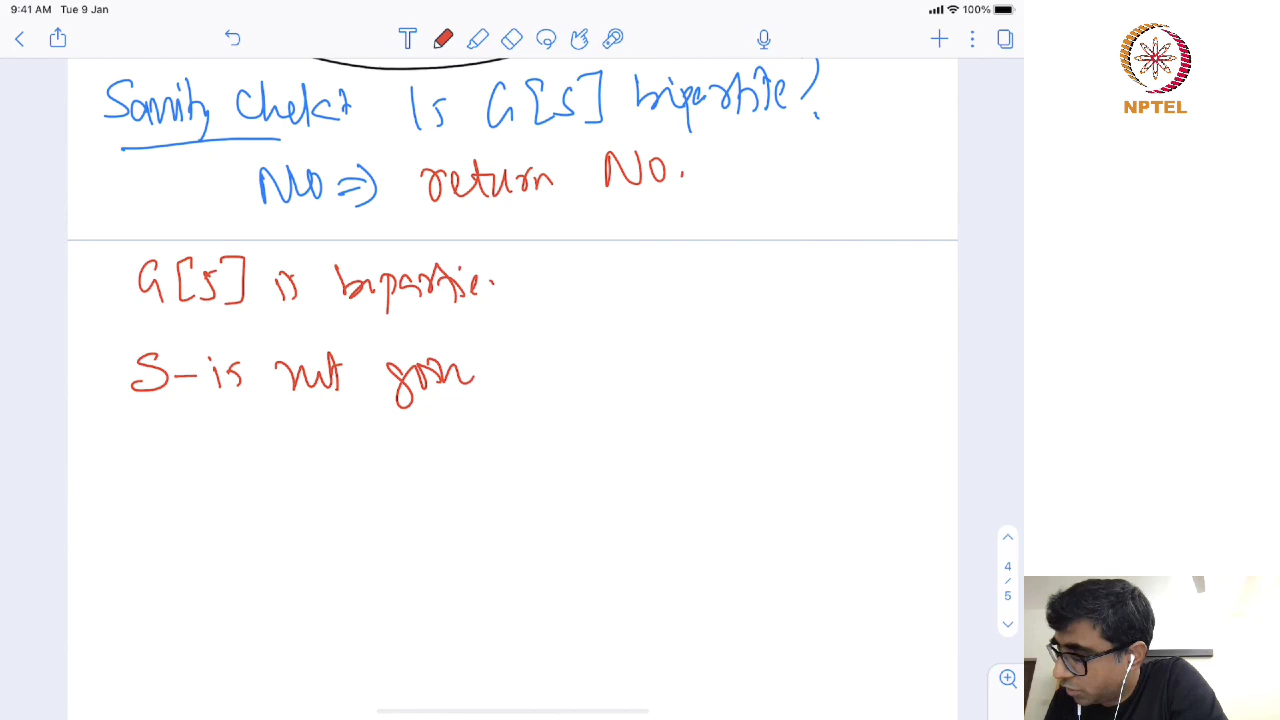 9:41 AM Tue 9 Jan
100%
T
NPTEL
Sanity Check: Is G[S] bipartite?
NO ⇒ return NO.
G[S] is bipartie.
S - is not
4
/
5